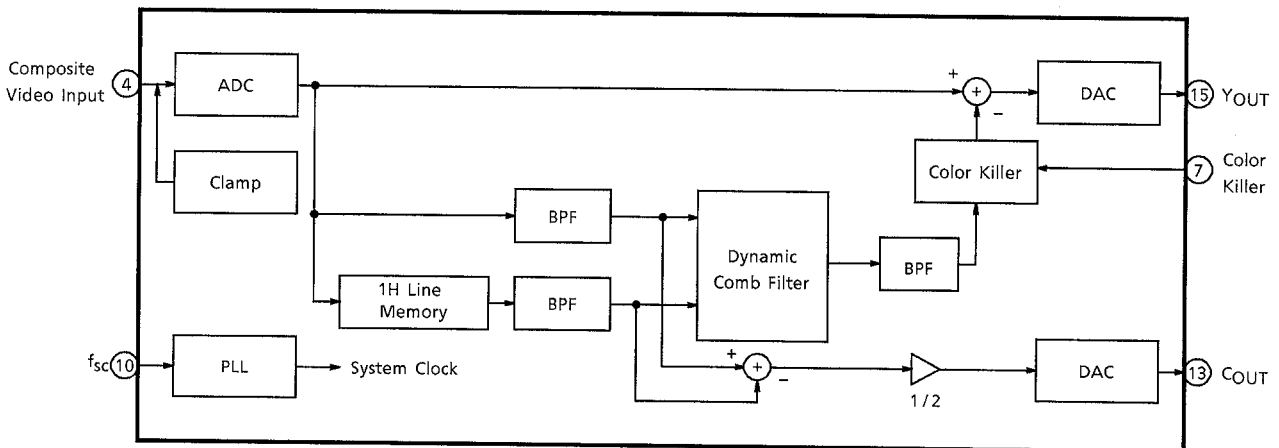 Composite
Video Input
4
ADC
+
+
−
DAC
15
YOUT
Clamp
Color Killer
7
Color
Killer
BPF
Dynamic
Comb Filter
BPF
1H Line
Memory
BPF
fsc
10
PLL
System Clock
+
+
−
1/2
DAC
13
COUT